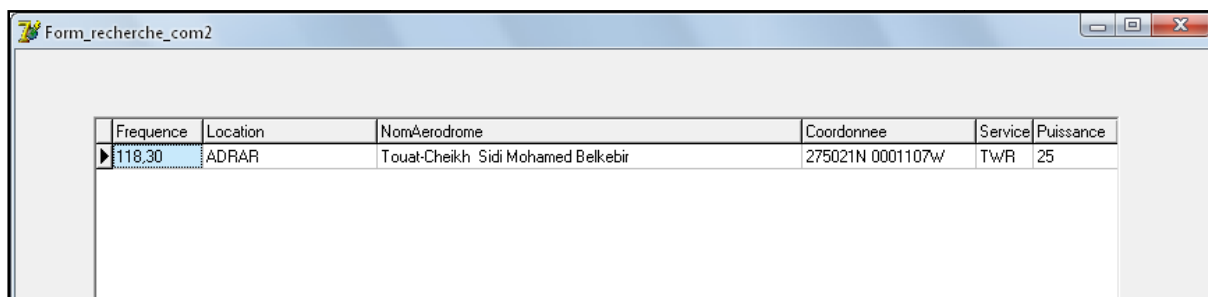 Form_recherche_com2
Frequence Location NomAerodrome Coordonnee Service Puissance
118,30 ADRAR Touat-Cheikh Sidi Mohamed Belkebir 275021N 0001107W TWR 25